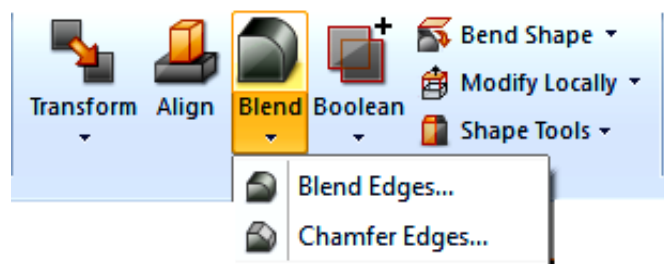 Transform
Align
Blend
Boolean
Bend Shape
Modify Locally
Shape Tools
Blend Edges...
Chamfer Edges...